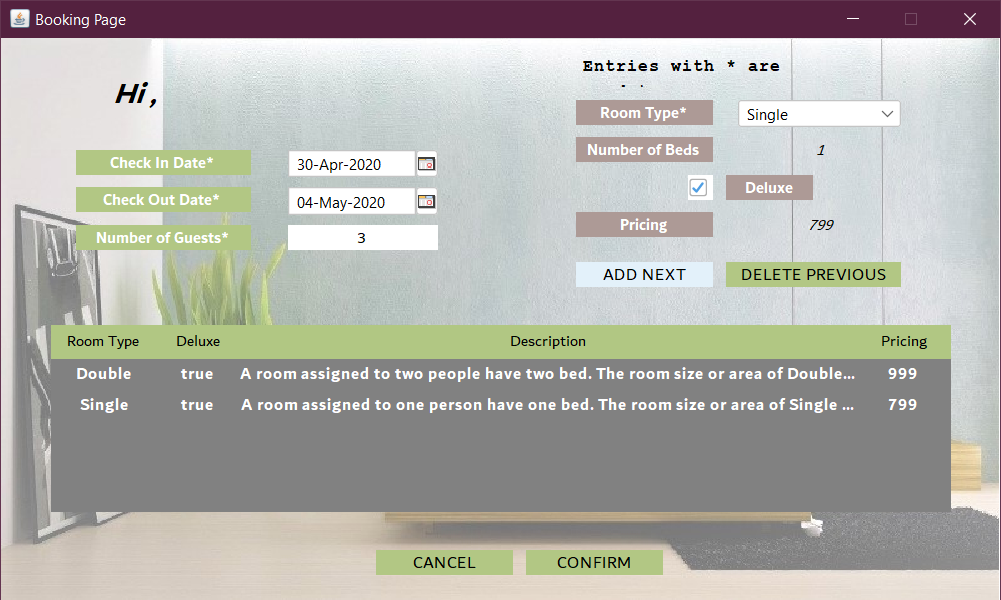 Booking Page
Entries with * are
Hi ,
Room Type* Single
Number of Beds 1
Check In Date* 30-Apr-2020
Deluxe
Check Out Date* 04-May-2020
Pricing 799
Number of Guests* 3
ADD NEXT DELETE PREVIOUS
Room Type Deluxe Description Pricing
Double true A room assigned to two people have two bed. The room size or area of Double... 999
Single true A room assigned to one person have one bed. The room size or area of Single ... 799
CANCEL CONFIRM